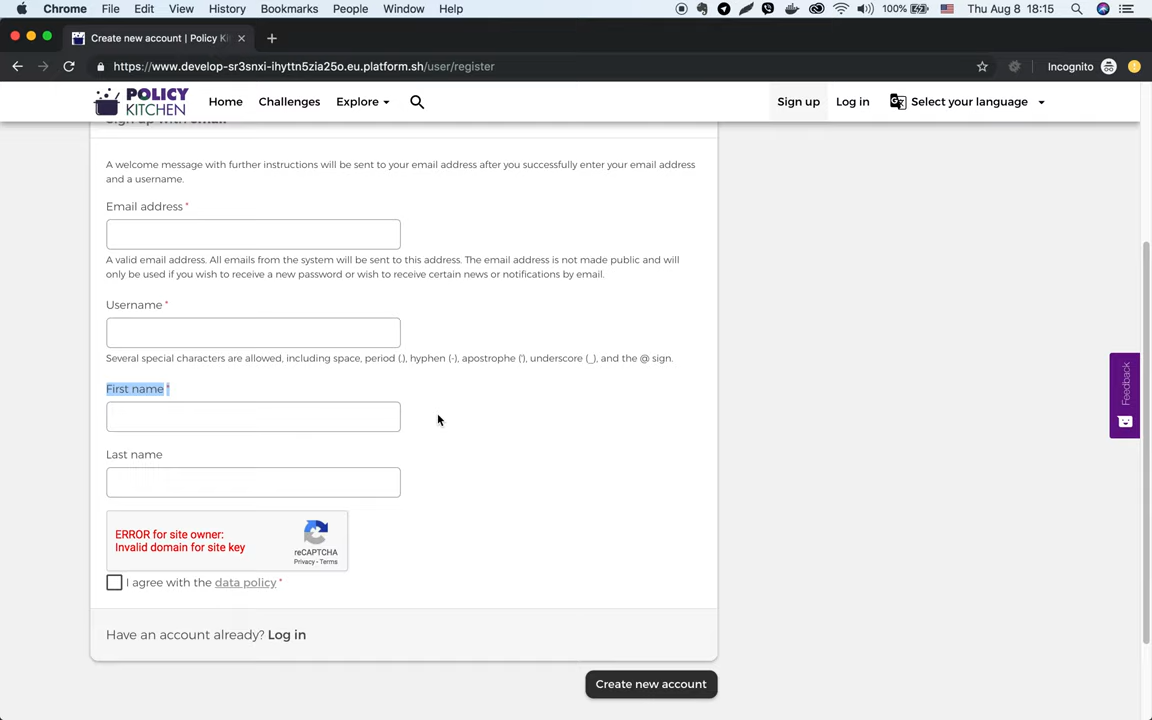 Chrome File Edit View History Bookmarks People Window Help 100% Thu Aug 8 18:15
Create new account | Policy Ki
https://www.develop-sr3snxi-ihyttn5zia25o.eu.platform.sh/user/register Incognito
POLICY KITCHEN Home Challenges Explore Sign up Log in Select your language
Sign up with email
A welcome message with further instructions will be sent to your email address after you successfully enter your email address
and a username.
Email address *
A valid email address. All emails from the system will be sent to this address. The email address is not made public and will
only be used if you wish to receive a new password or wish to receive certain news or notifications by email.
Username *
Several special characters are allowed, including space, period (.), hyphen (-), apostrophe ('), underscore (_), and the @ sign.
First name *
Last name
ERROR for site owner:
Invalid domain for site key
reCAPTCHA
Privacy - Terms
I agree with the data policy *
Have an account already? Log in
Create new account
Feedback